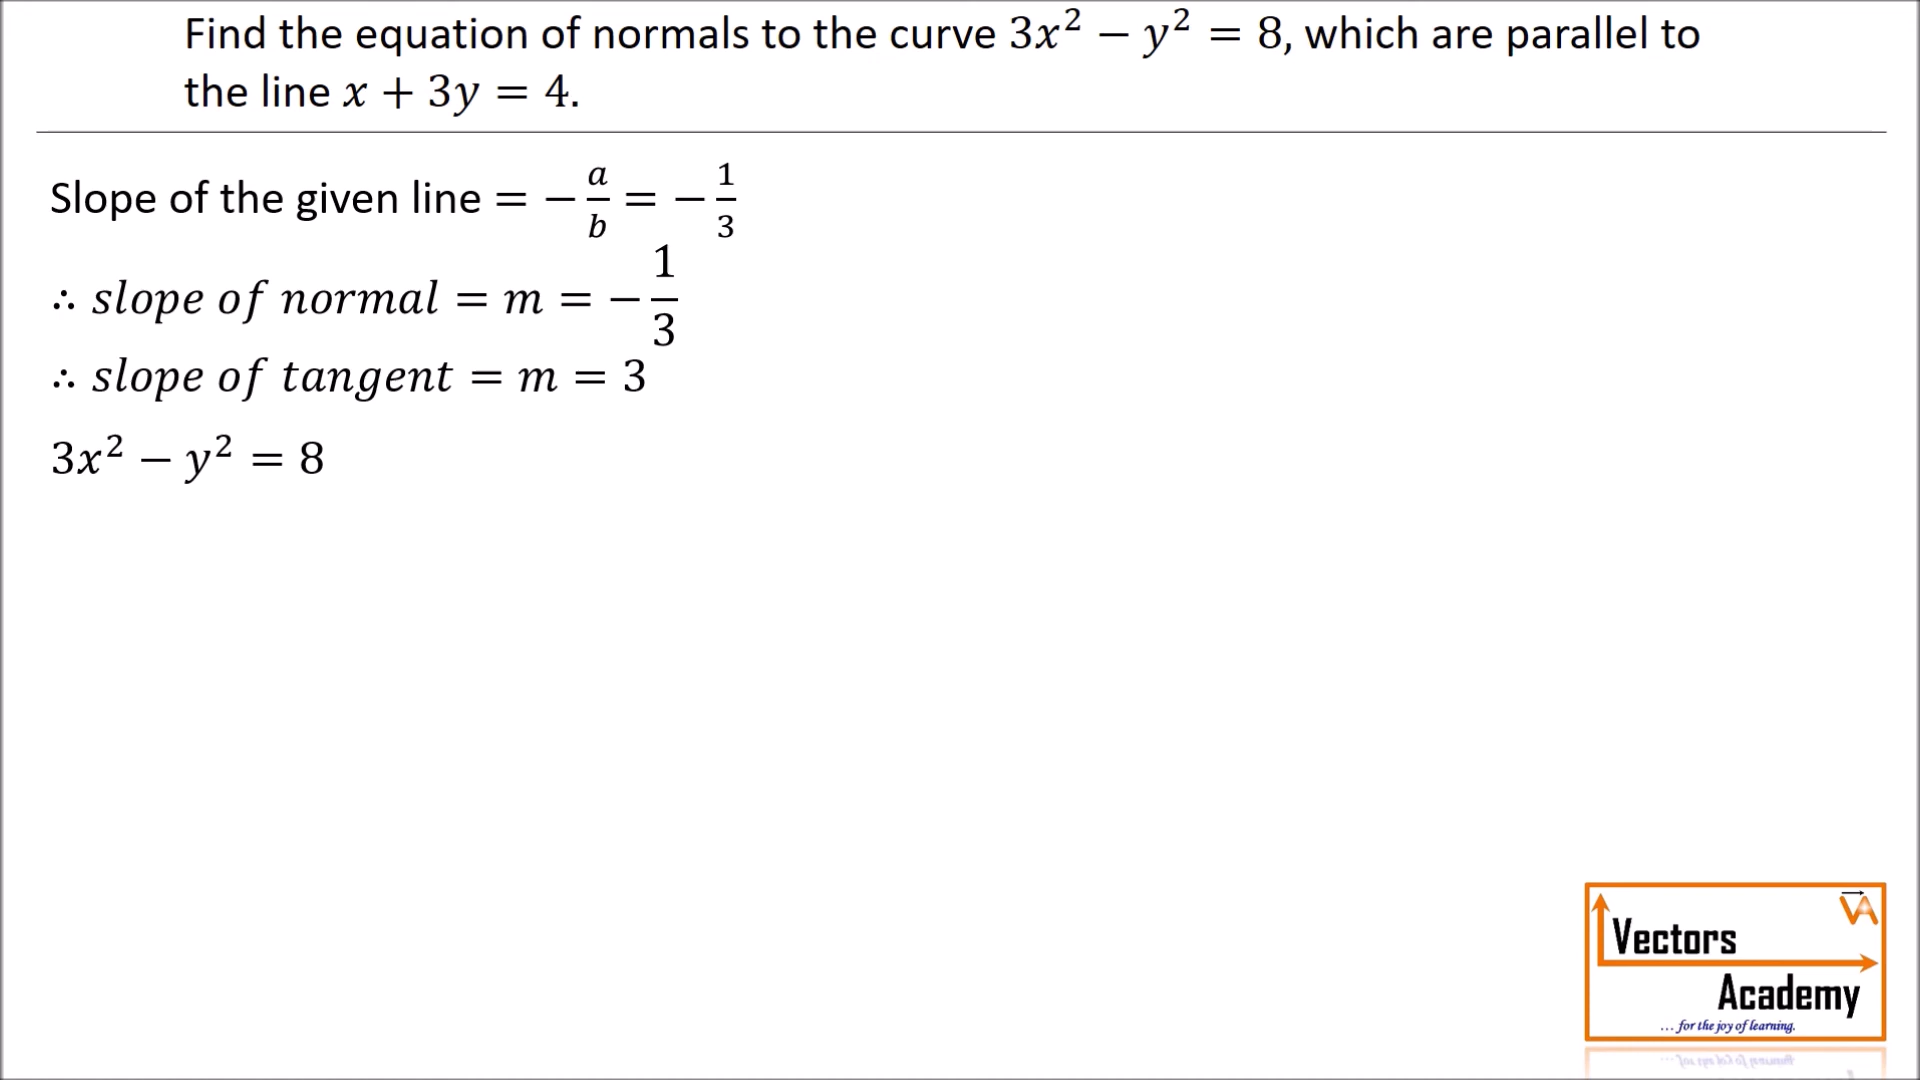 Find the equation of normals to the curve 3x² − y² = 8, which are parallel to
the line x + 3y = 4.
Slope of the given line = −a/b = −1/3
∴ slope of normal = m = −1/3
∴ slope of tangent = m = 3
3x² − y² = 8
VA
Vectors
Academy
...for the joy of learning.